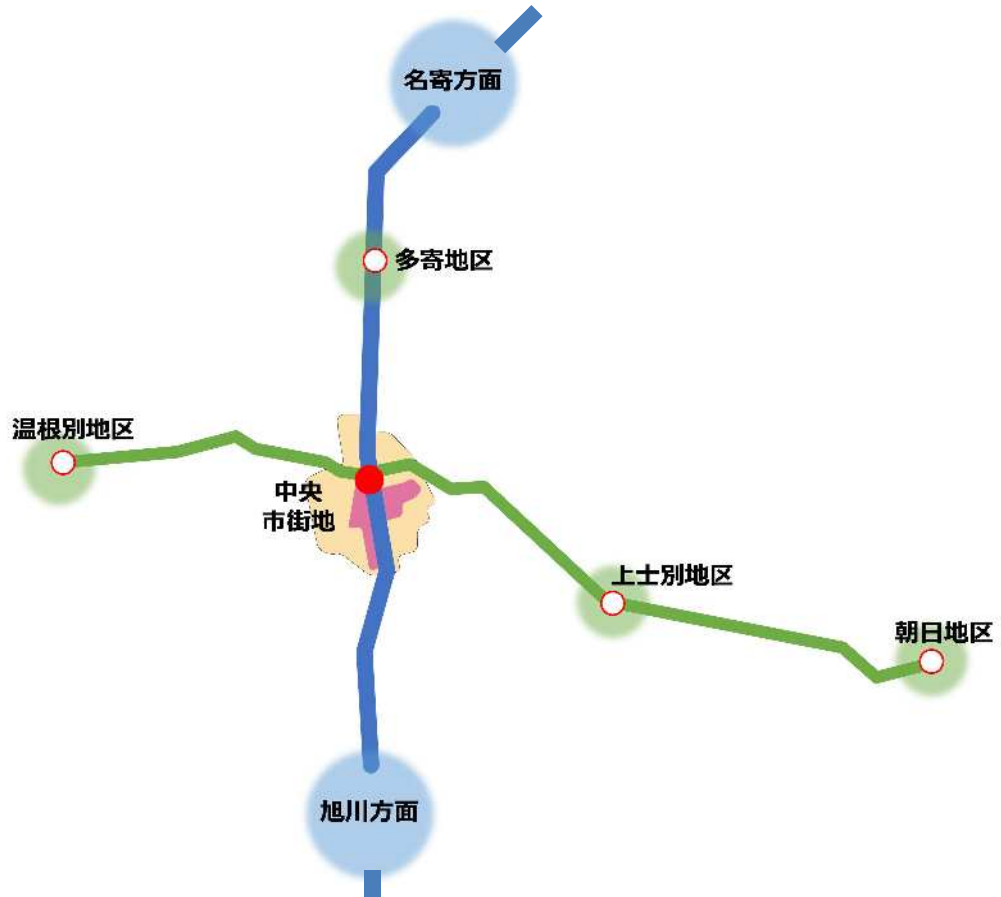 名寄方面
多寄地区
温根別地区
中央
市街地
上士別地区
朝日地区
旭川方面